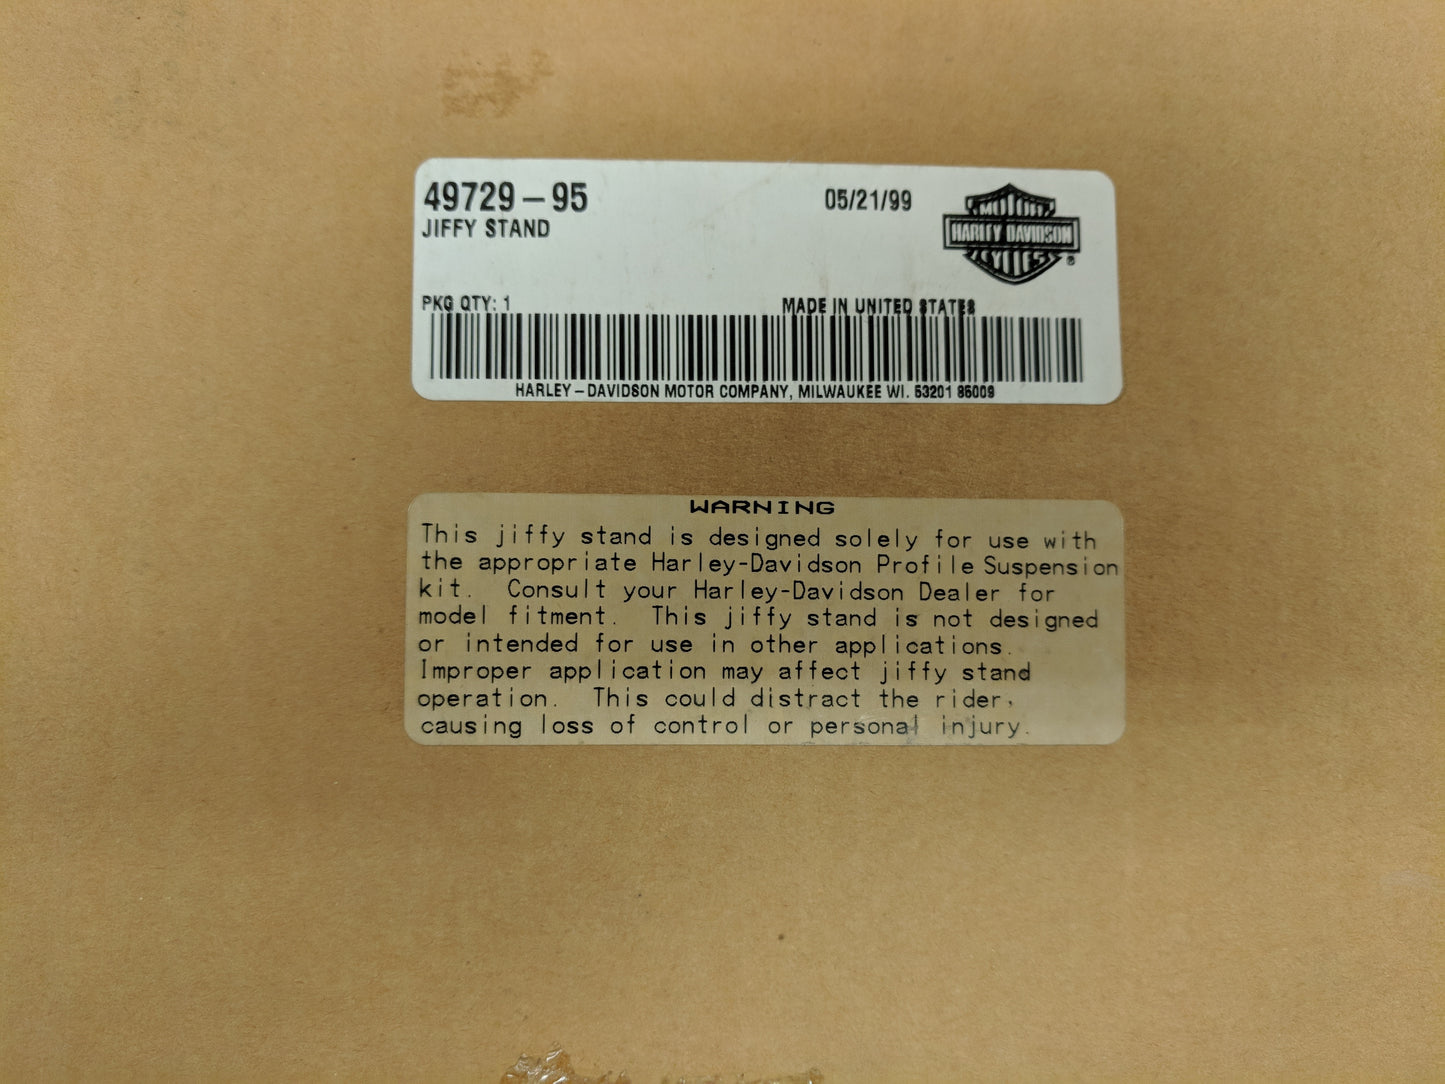 49729-95
05/21/99
JIFFY STAND
MOTOR
HARLEY-DAVIDSON
CYCLES
®
PKG QTY: 1
MADE IN UNITED STATES
HARLEY-DAVIDSON MOTOR COMPANY, MILWAUKEE WI. 53201 85009
WARNING
This jiffy stand is designed solely for use with
the appropriate Harley-Davidson Profile Suspension
kit. Consult your Harley-Davidson Dealer for
model fitment. This jiffy stand is not designed
or intended for use in other applications.
Improper application may affect jiffy stand
operation. This could distract the rider,
causing loss of control or personal injury.